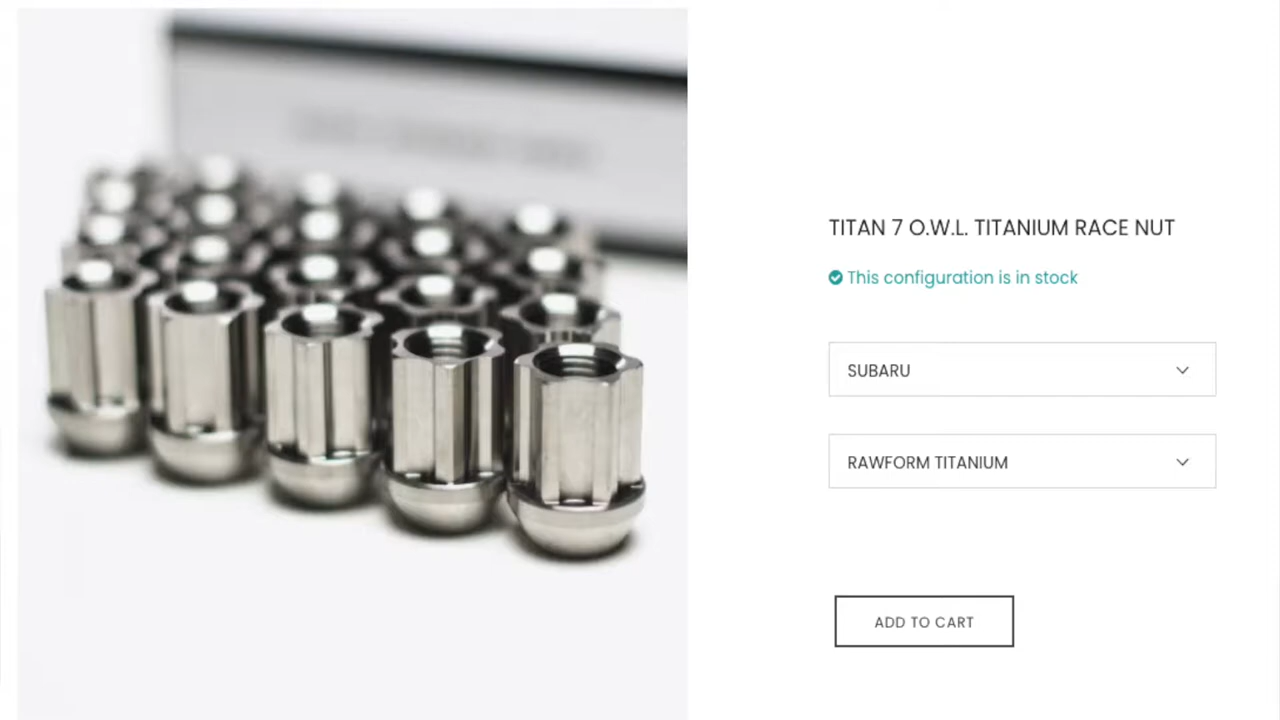 TITAN 7 O.W.L. TITANIUM RACE NUT
This configuration is in stock
SUBARU
RAWFORM TITANIUM
ADD TO CART